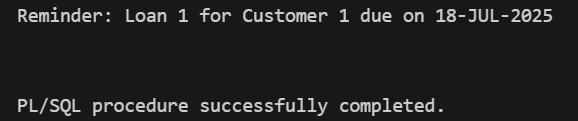 Reminder: Loan 1 for Customer 1 due on 18-JUL-2025
PL/SQL procedure successfully completed.